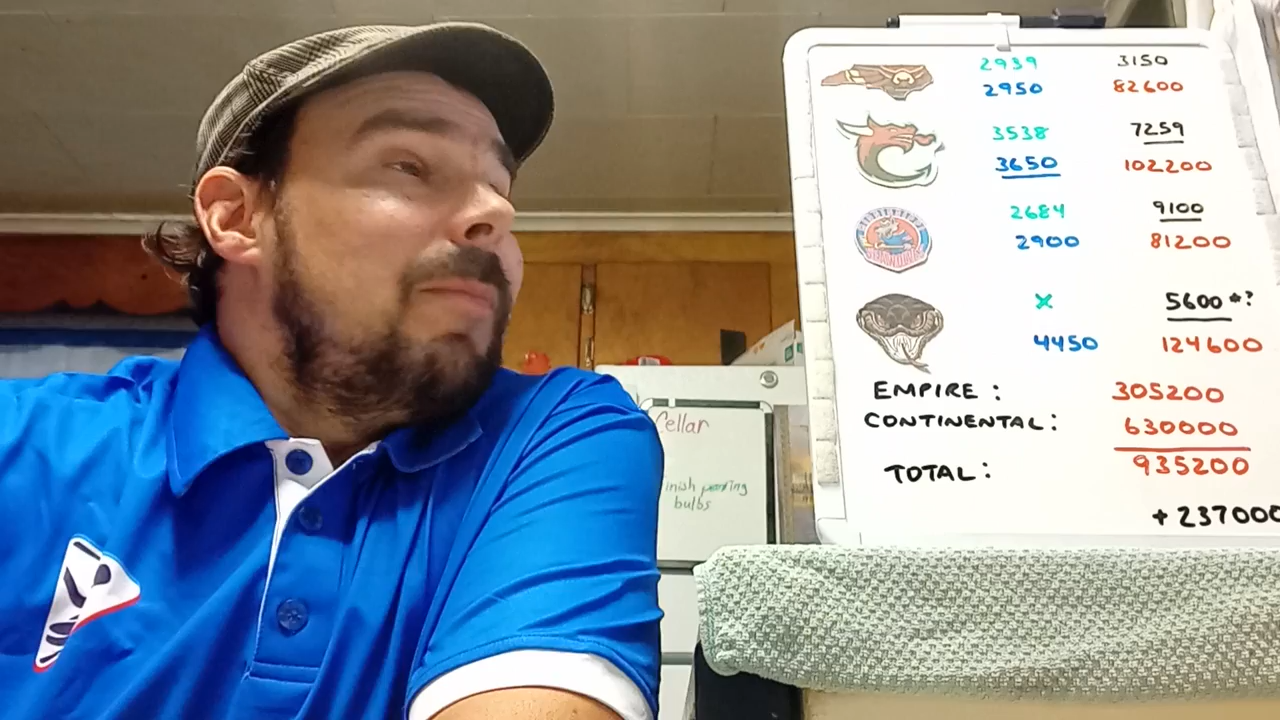 2939 3150
2950 82600
3538 7259
3650 102200
2684 9100
2900 81200
x 5600*?
4450 124600
EMPIRE: 305200
CONTINENTAL: 630000
TOTAL: 935200
+237000
Cellar
inish
bulbs